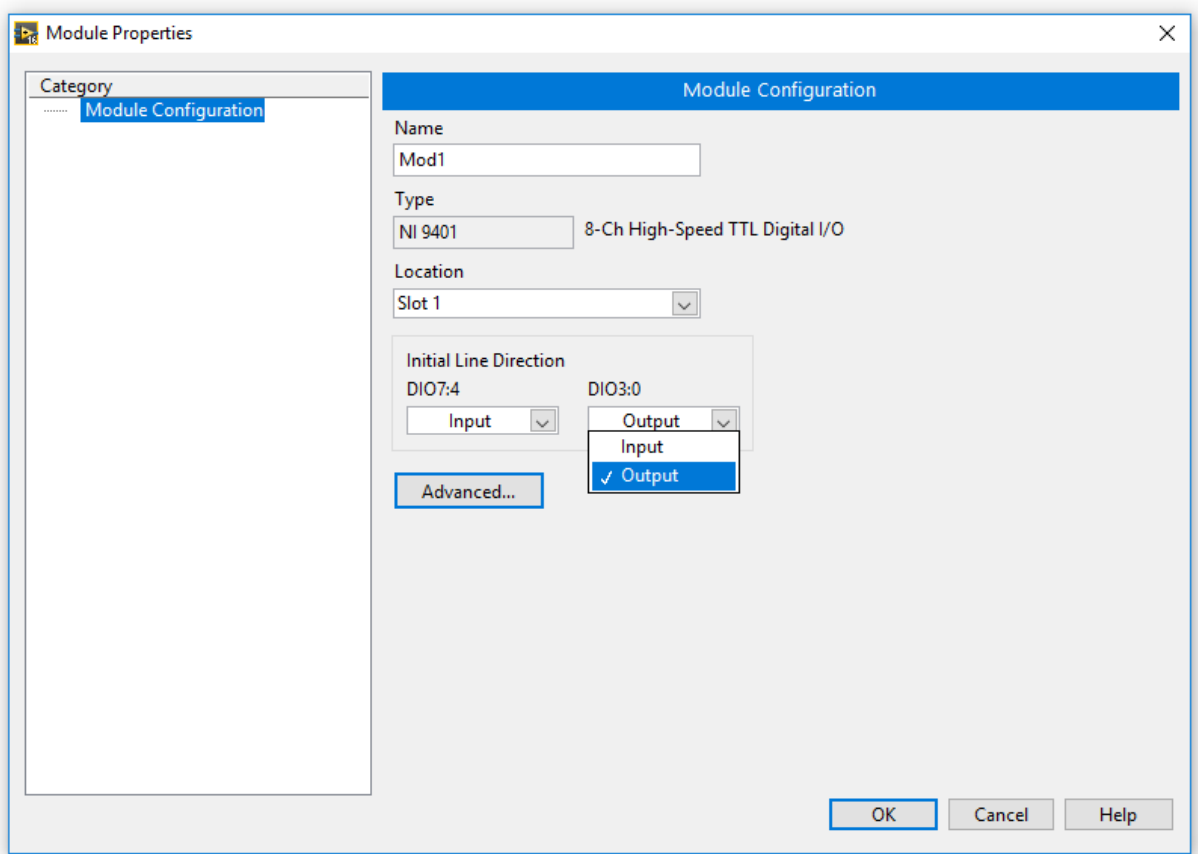 Module Properties
Category
Module Configuration
Module Configuration
Name
Mod1
Type
NI 9401 8-Ch High-Speed TTL Digital I/O
Location
Slot 1
Initial Line Direction
DIO7:4 DIO3:0
Input Output
Input
✓ Output
Advanced...
OK Cancel Help